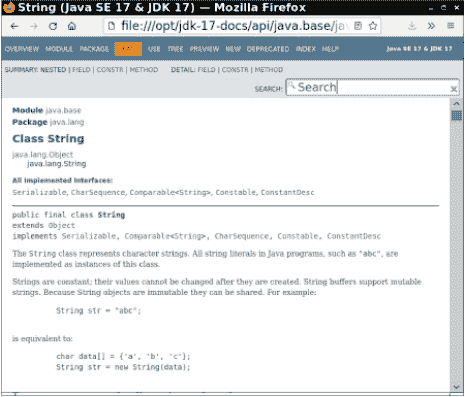 String (Java SE 17 & JDK 17) — Mozilla Firefox
file:///opt/jdk-17-docs/api/java.base/ja
OVERVIEW MODULE PACKAGE USE TREE PREVIEW NEW DEPRECATED INDEX HELP Java SE 17 & JDK 17
SUMMARY: NESTED | FIELD | CONSTR | METHOD DETAIL: FIELD | CONSTR | METHOD
SEARCH: Search
Module java.base
Package java.lang
Class String
java.lang.Object
java.lang.String
All Implemented Interfaces:
Serializable, CharSequence, Comparable<String>, Constable, ConstantDesc
public final class String
extends Object
implements Serializable, Comparable<String>, CharSequence, Constable, ConstantDesc
The String class represents character strings. All string literals in Java programs, such as "abc", are
implemented as instances of this class.
Strings are constant; their values cannot be changed after they are created. String buffers support mutable
strings. Because String objects are immutable they can be shared. For example:
String str = "abc";
is equivalent to:
char data[] = {'a', 'b', 'c'};
String str = new String(data);